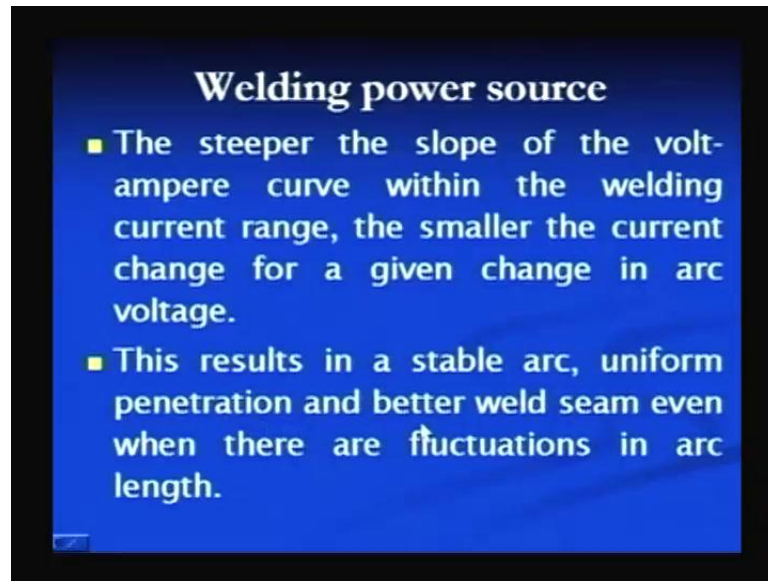 Welding power source
The steeper the slope of the volt-
ampere curve within the welding
current range, the smaller the current
change for a given change in arc
voltage.
This results in a stable arc, uniform
penetration and better weld seam even
when there are fluctuations in arc
length.